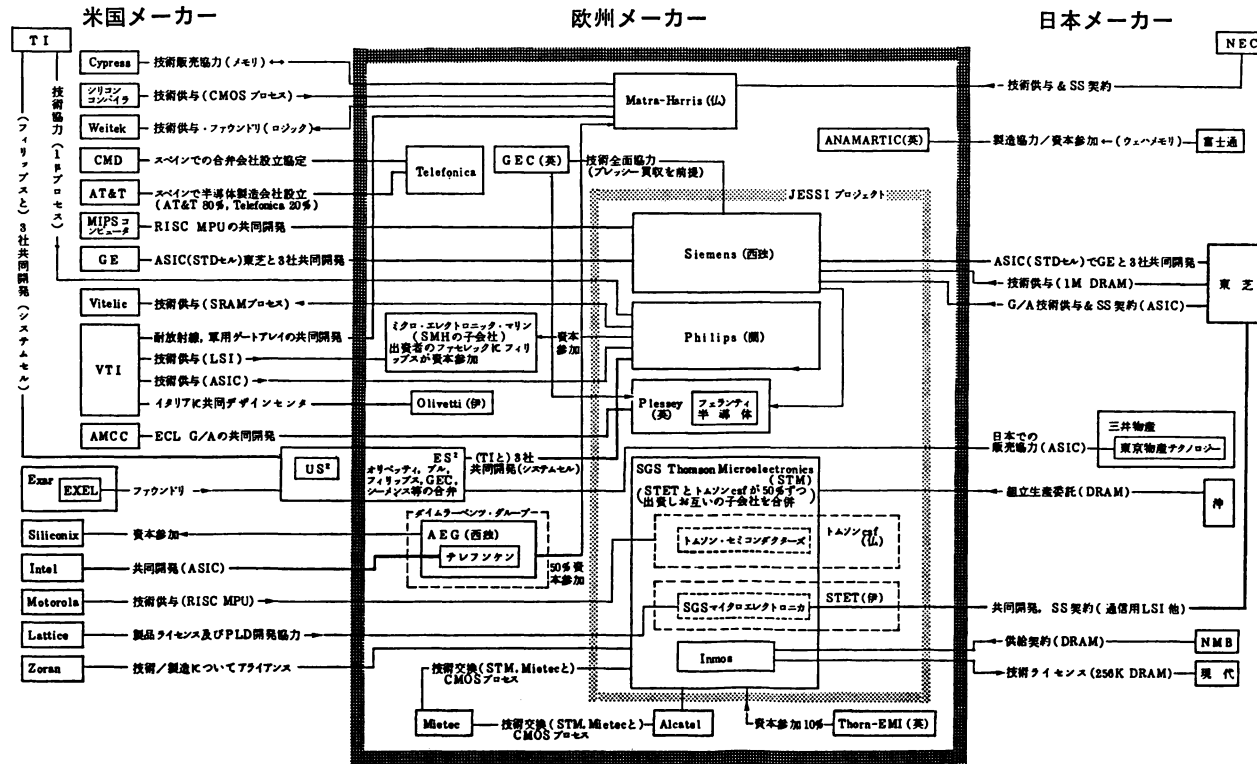 米国メーカー
欧州メーカー
日本メーカー
TI
技術協力(1μプロセス)
(フィリップスと)3社共同開発(システムセル)
Cypress
技術販売協力(メモリ)
シリコン
コンパイラ
技術供与(CMOSプロセス)
Weitek
技術供与・ファウンドリ(ロジック)
CMD
スペインでの合弁会社設立協定
AT&T
スペインで半導体製造会社設立
(AT&T 80%, Telefonica 20%)
MIPSコ
ンピュータ
RISC MPUの共同開発
GE
ASIC(STDセル)東芝と3社共同開発
Vitelic
技術供与(SRAMプロセス)
VTI
耐放射線,軍用ゲートアレイの共同開発
技術供与(LSI)
技術供与(ASIC)
イタリアに共同デザインセンタ
AMCC
ECL G/Aの共同開発
Exar
EXEL
ファウンドリ
Siliconix
資本参加
Intel
共同開発(ASIC)
Motorola
技術供与(RISC MPU)
Lattice
製品ライセンス及びPLD開発協力
Zoran
技術/製造についてアライアンス
Matra-Harris(仏)
Telefonica
GEC(英)
技術全面協力
(プレッシー買収を前提)
ANAMARTIC(英)
JESSIプロジェクト
Siemens(西独)
Philips(蘭)
ミクロ・エレクトロニック・マリン
(SMHの子会社)
出資者のファセレックにフィリ
ップスが資本参加
資本
参加
Plessey
(英)
フェランティ
半導体
Olivetti(伊)
US²
ES²
オリベッティ,ブル,
フィリップス,GEC,
シーメンス等の合弁
(TIと)3社
共同開発(システムセル)
SGS Thomson Microelectronics
(STM)
(STETとトムソンcsfが50%ずつ
出資しお互いの子会社を合併)
ダイムラーベンツ・グループ
AEG(西独)
テレフンケン
50%資
本参加
トムソン・セミコンダクターズ
トムソンcsf
(仏)
SGSマイクロエレクトロニカ
STET(伊)
Inmos
技術交換(STM, Mietecと)
CMOSプロセス
Mietec
技術交換(STM, Mietecと)
CMOSプロセス
Alcatel
資本参加10%
Thorn-EMI(英)
NEC
技術供与&SS契約
製造協力/資本参加←(ウェハメモリ)
富士通
ASIC(STDセル)でGEと3社共同開発
技術供与(1M DRAM)
G/A技術供与&SS契約(ASIC)
東芝
日本での
販売協力(ASIC)
三井物産
東京物産テクノロジー
組立生産委託(DRAM)
沖
共同開発, SS契約(通信用LSI他)
供給契約(DRAM)
NMB
技術ライセンス(256K DRAM)
現代